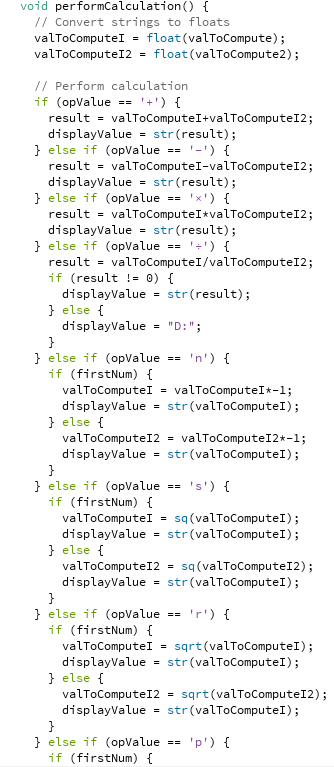 void performCalculation() {
// Convert strings to floats
valToComputeI = float(valToCompute);
valToComputeI2 = float(valToCompute2);
// Perform calculation
if (opValue == '+') {
result = valToComputeI+valToComputeI2;
displayValue = str(result);
} else if (opValue == '-') {
result = valToComputeI-valToComputeI2;
displayValue = str(result);
} else if (opValue == '×') {
result = valToComputeI*valToComputeI2;
displayValue = str(result);
} else if (opValue == '÷') {
result = valToComputeI/valToComputeI2;
if (result != 0) {
displayValue = str(result);
} else {
displayValue = "D:";
}
} else if (opValue == 'n') {
if (firstNum) {
valToComputeI = valToComputeI*-1;
displayValue = str(valToComputeI);
} else {
valToComputeI2 = valToComputeI2*-1;
displayValue = str(valToComputeI);
}
} else if (opValue == 's') {
if (firstNum) {
valToComputeI = sq(valToComputeI);
displayValue = str(valToComputeI);
} else {
valToComputeI2 = sq(valToComputeI2);
displayValue = str(valToComputeI);
}
} else if (opValue == 'r') {
if (firstNum) {
valToComputeI = sqrt(valToComputeI);
displayValue = str(valToComputeI);
} else {
valToComputeI2 = sqrt(valToComputeI2);
displayValue = str(valToComputeI);
}
} else if (opValue == 'p') {
if (firstNum) {